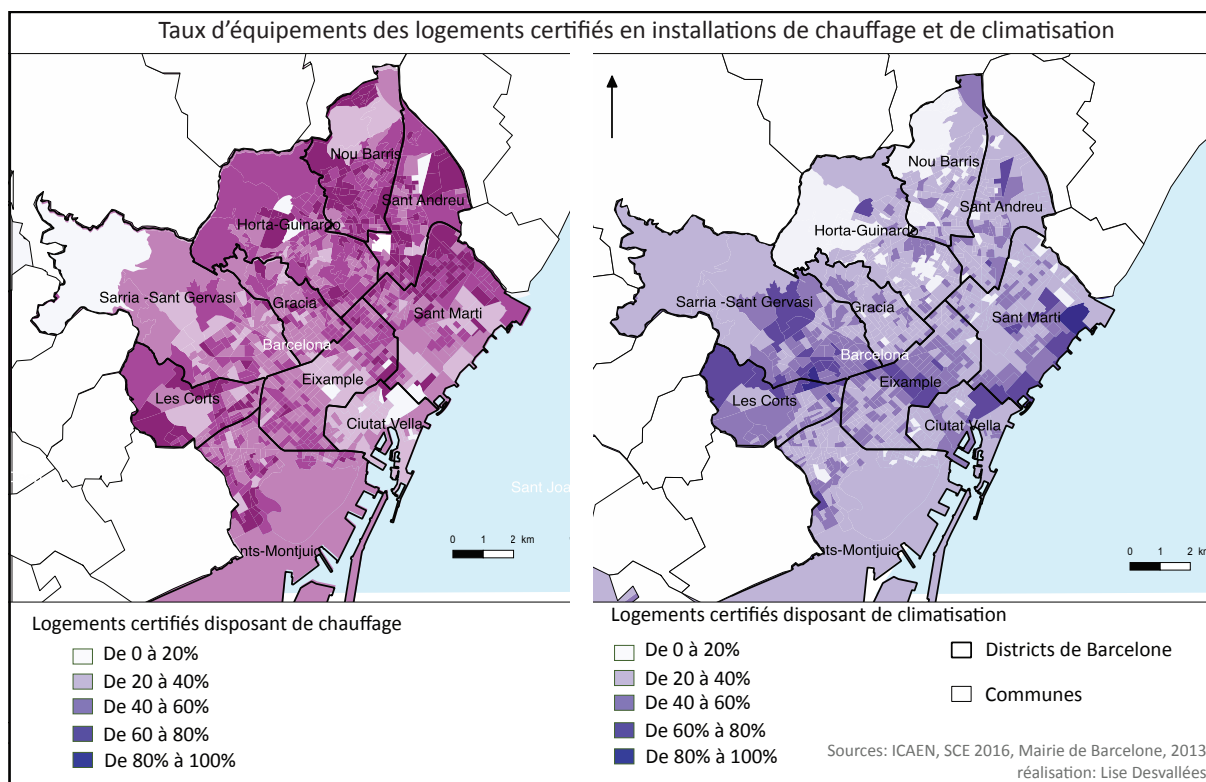 Taux d'équipements des logements certifiés en installations de chauffage et de climatisation
Nou Barris
Sant Andreu
Horta-Guinardo
Sarria -Sant Gervasi
Gracia
Sant Marti
Barcelona
Eixample
Les Corts
Ciutat Vella
Sant Joa
nts-Montjuic
0 1 2 km
Nou Barris
Sant Andreu
Horta-Guinardo
Sarria -Sant Gervasi
Gracia
Sant Marti
Barcelona
Eixample
Les Corts
Ciutat Vella
nts-Montjuic
0 1 2 km
Logements certifiés disposant de chauffage
De 0 à 20%
De 20 à 40%
De 40 à 60%
De 60 à 80%
De 80% à 100%
Logements certifiés disposant de climatisation
De 0 à 20%
De 20 à 40%
De 40 à 60%
De 60% à 80%
De 80% à 100%
Districts de Barcelone
Communes
Sources: ICAEN, SCE 2016, Mairie de Barcelone, 2013
réalisation: Lise Desvallées